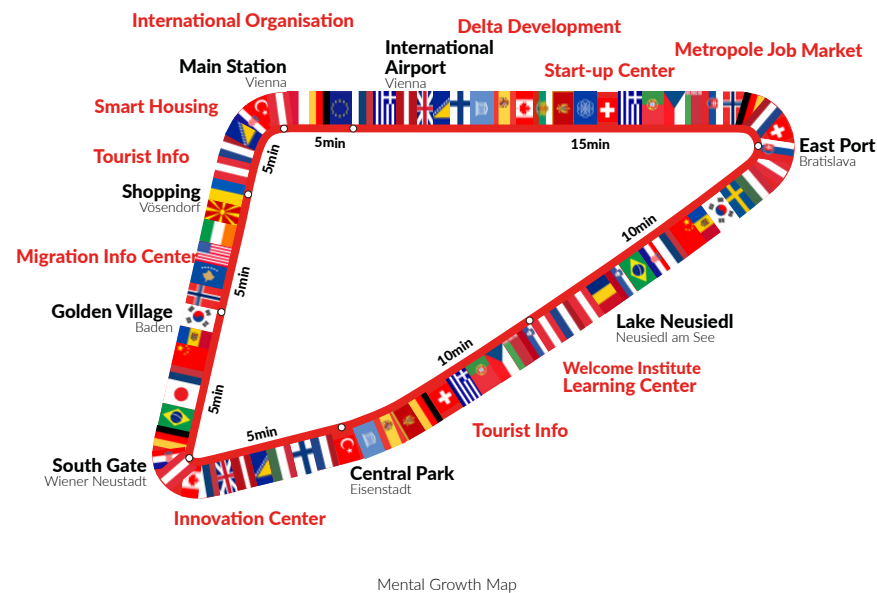 International Organisation
Delta Development
International
Airport
Vienna
Metropole Job Market
Main Station
Vienna
Start-up Center
Smart Housing
5min
5min
15min
East Port
Bratislava
Tourist Info
Shopping
Vösendorf
10min
Migration Info Center
5min
Golden Village
Baden
Lake Neusiedl
Neusiedl am See
10min
Welcome Institute
Learning Center
5min
5min
Tourist Info
South Gate
Wiener Neustadt
Central Park
Eisenstadt
Innovation Center
Mental Growth Map